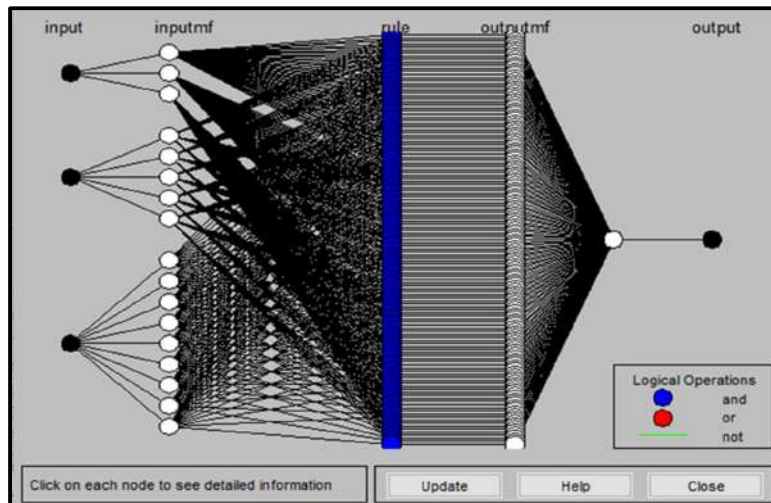 input inputmf rule outputmf output
Logical Operations
and
or
not
Click on each node to see detailed information
Update Help Close